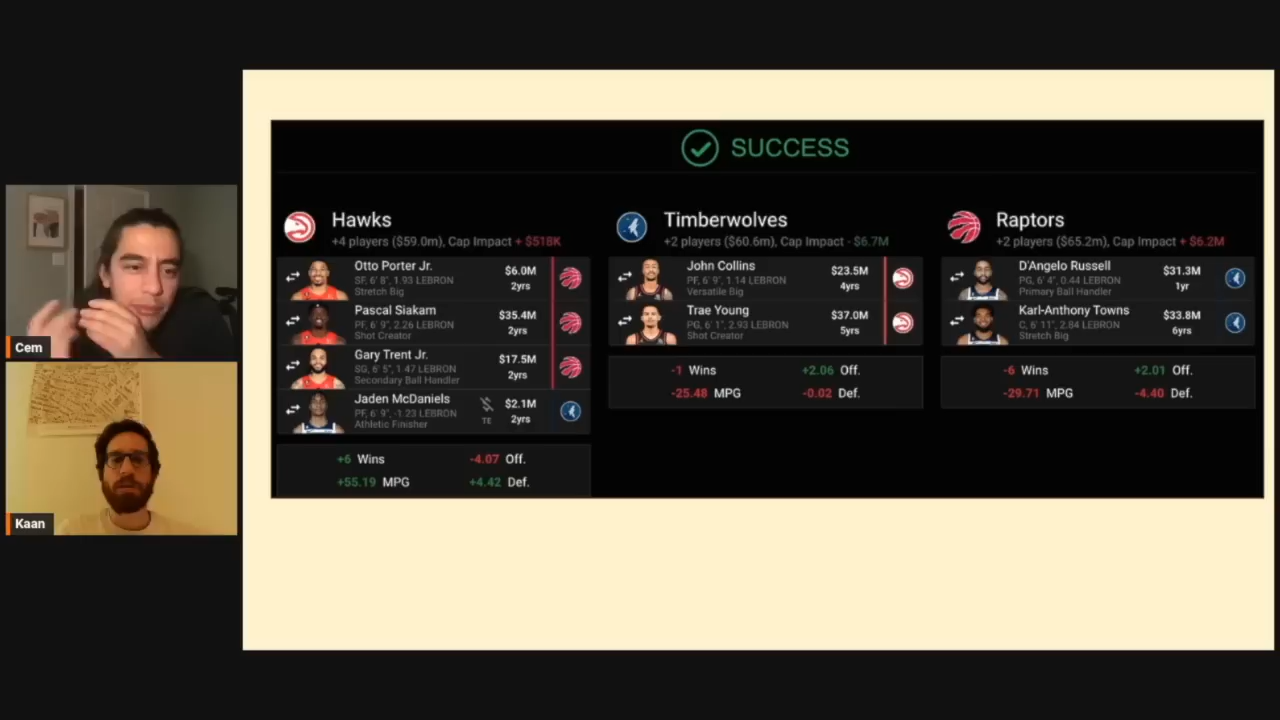 SUCCESS
Hawks
+4 players ($59.0m), Cap Impact + $518K
Otto Porter Jr.
SF, 6' 8", 1.93 LEBRON
Stretch Big
$6.0M
2yrs
Pascal Siakam
PF, 6' 9", 2.26 LEBRON
Shot Creator
$35.4M
2yrs
Gary Trent Jr.
SG, 6' 5", 1.47 LEBRON
Secondary Ball Handler
$17.5M
2yrs
Jaden McDaniels
PF, 6' 9", -1.23 LEBRON
Athletic Finisher
TE
$2.1M
2yrs
+6 Wins
-4.07 Off.
+55.19 MPG
+4.42 Def.
Timberwolves
+2 players ($60.6m), Cap Impact - $6.7M
John Collins
PF, 6' 9", 1.14 LEBRON
Versatile Big
$23.5M
4yrs
Trae Young
PG, 6' 1", 2.93 LEBRON
Shot Creator
$37.0M
5yrs
-1 Wins
+2.06 Off.
-25.48 MPG
-0.02 Def.
Raptors
+2 players ($65.2m), Cap Impact + $6.2M
D'Angelo Russell
PG, 6' 4", 0.44 LEBRON
Primary Ball Handler
$31.3M
1yr
Karl-Anthony Towns
C, 6' 11", 2.84 LEBRON
Stretch Big
$33.8M
6yrs
-6 Wins
+2.01 Off.
-29.71 MPG
-4.40 Def.
Cem
Kaan